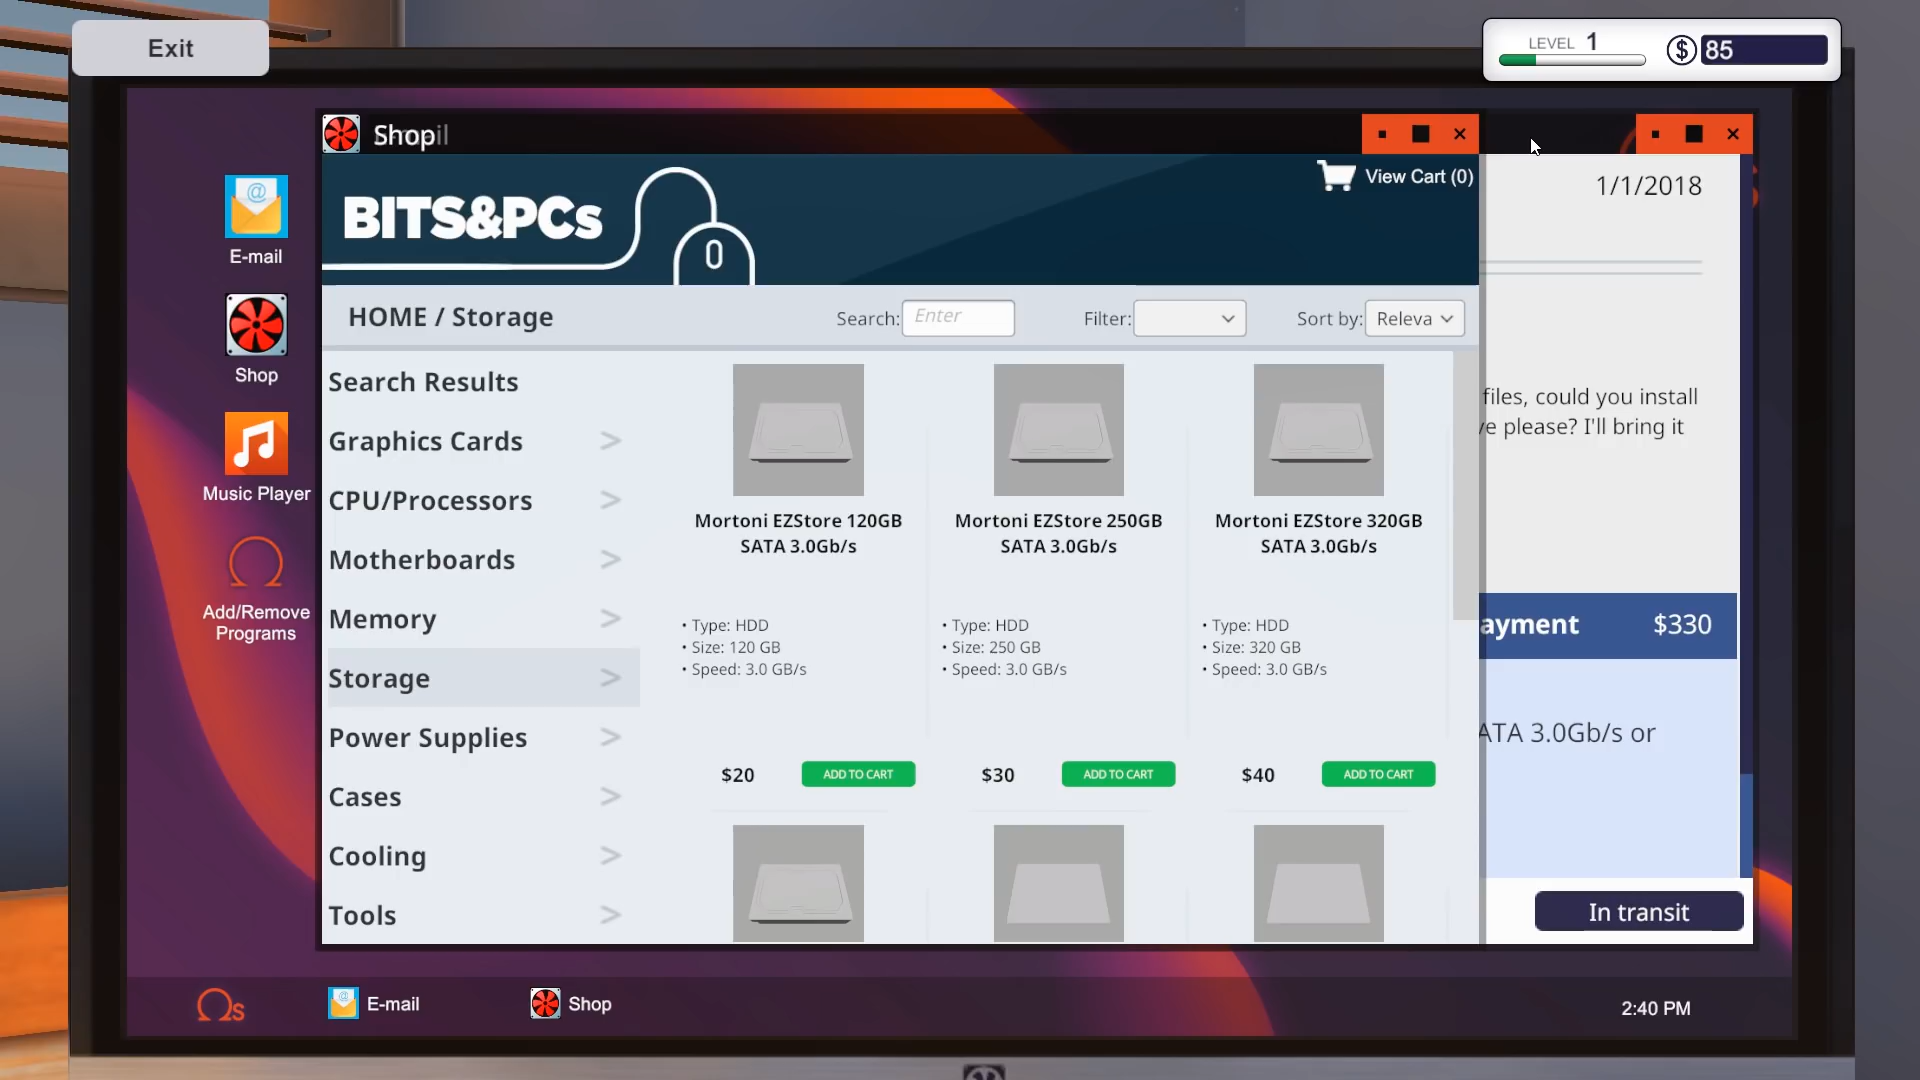 Exit
LEVEL 1
$ 85
Shop
View Cart (0)
1/1/2018
BITS&PCs
E-mail
HOME / Storage
Search: Enter
Filter:
Sort by: Releva
Shop
Search Results
Graphics Cards >
CPU/Processors >
Motherboards >
Memory >
Storage >
Power Supplies >
Cases >
Cooling >
Tools >
Music Player
Add/Remove
Programs
Mortoni EZStore 120GB
SATA 3.0Gb/s
• Type: HDD
• Size: 120 GB
• Speed: 3.0 GB/s
$20 ADD TO CART
Mortoni EZStore 250GB
SATA 3.0Gb/s
• Type: HDD
• Size: 250 GB
• Speed: 3.0 GB/s
$30 ADD TO CART
Mortoni EZStore 320GB
SATA 3.0Gb/s
• Type: HDD
• Size: 320 GB
• Speed: 3.0 GB/s
$40 ADD TO CART
files, could you install
please? I'll bring it
$330
3.0Gb/s or
In transit
Ωs
E-mail
Shop
2:40 PM